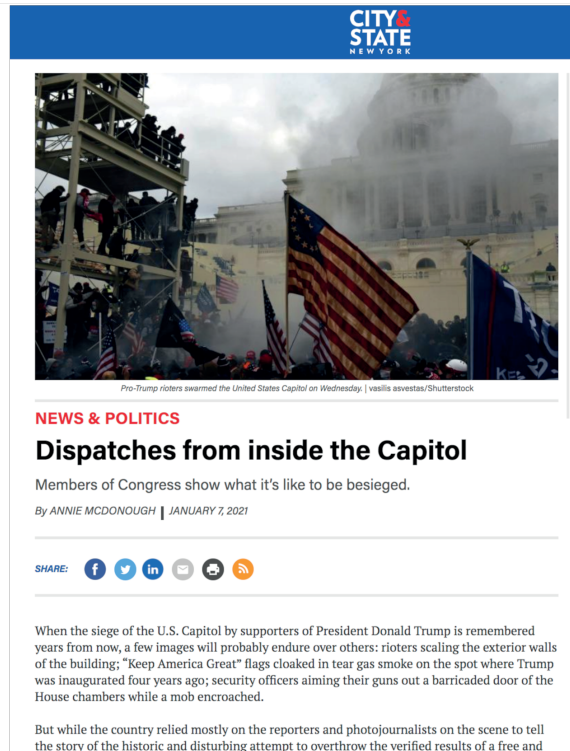 CITY&
STATE
NEW YORK
KEE
Pro-Trump rioters swarmed the United States Capitol on Wednesday. | vasilis asvestas/Shutterstock
NEWS & POLITICS
Dispatches from inside the Capitol
Members of Congress show what it’s like to be besieged.
By ANNIE MCDONOUGH | JANUARY 7, 2021
SHARE:
f
in
When the siege of the U.S. Capitol by supporters of President Donald Trump is remembered
years from now, a few images will probably endure over others: rioters scaling the exterior walls
of the building; “Keep America Great” flags cloaked in tear gas smoke on the spot where Trump
was inaugurated four years ago; security officers aiming their guns out a barricaded door of the
House chambers while a mob encroached.
But while the country relied mostly on the reporters and photojournalists on the scene to tell
the story of the historic and disturbing attempt to overthrow the verified results of a free and